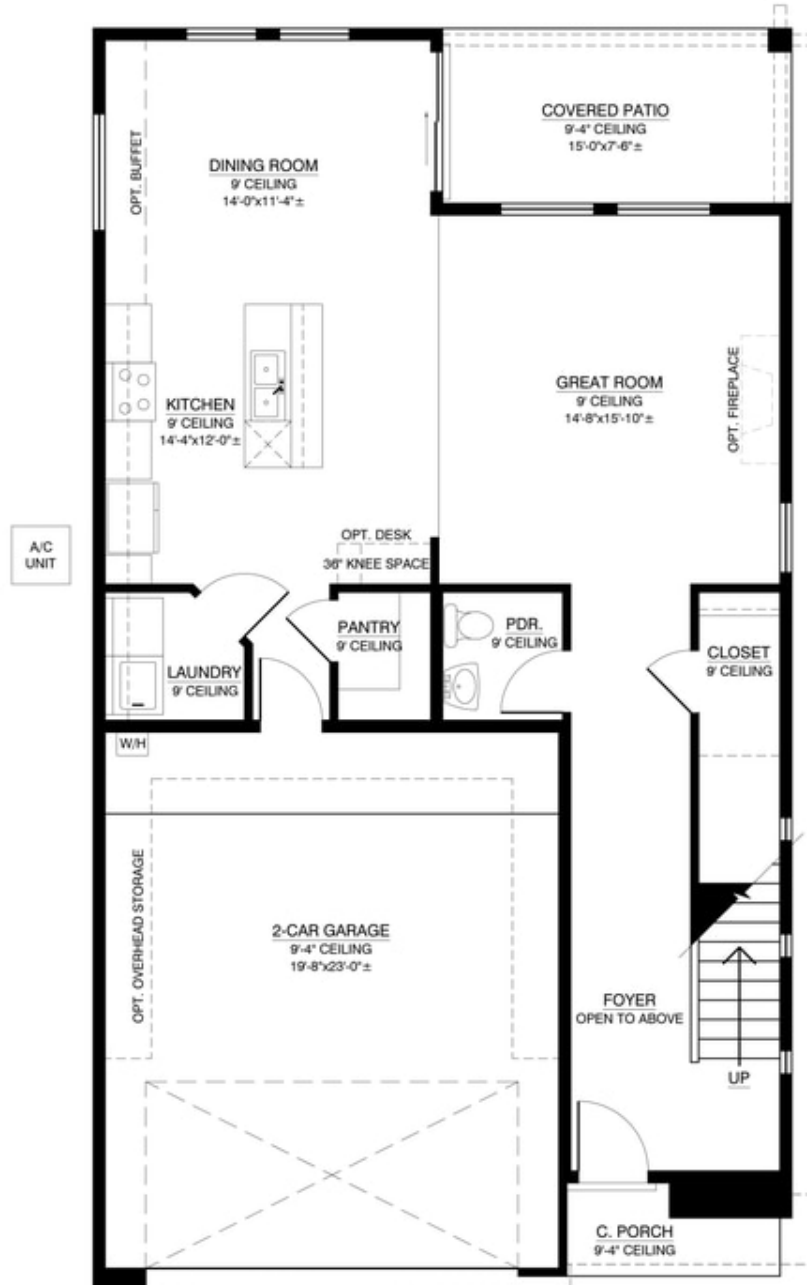 COVERED PATIO
9'-4" CEILING
15'-0"x7'-6"±
DINING ROOM
9' CEILING
14'-0"x11'-4"±
OPT. BUFFET
KITCHEN
9' CEILING
14'-4"x12'-0"±
GREAT ROOM
9' CEILING
14'-8"x15'-10"±
OPT. FIREPLACE
A/C
UNIT
OPT. DESK
36" KNEE SPACE
LAUNDRY
9' CEILING
PANTRY
9' CEILING
PDR.
9' CEILING
CLOSET
9' CEILING
W/H
OPT. OVERHEAD STORAGE
2-CAR GARAGE
9'-4" CEILING
19'-8"x23'-0"±
FOYER
OPEN TO ABOVE
UP
C. PORCH
9'-4" CEILING